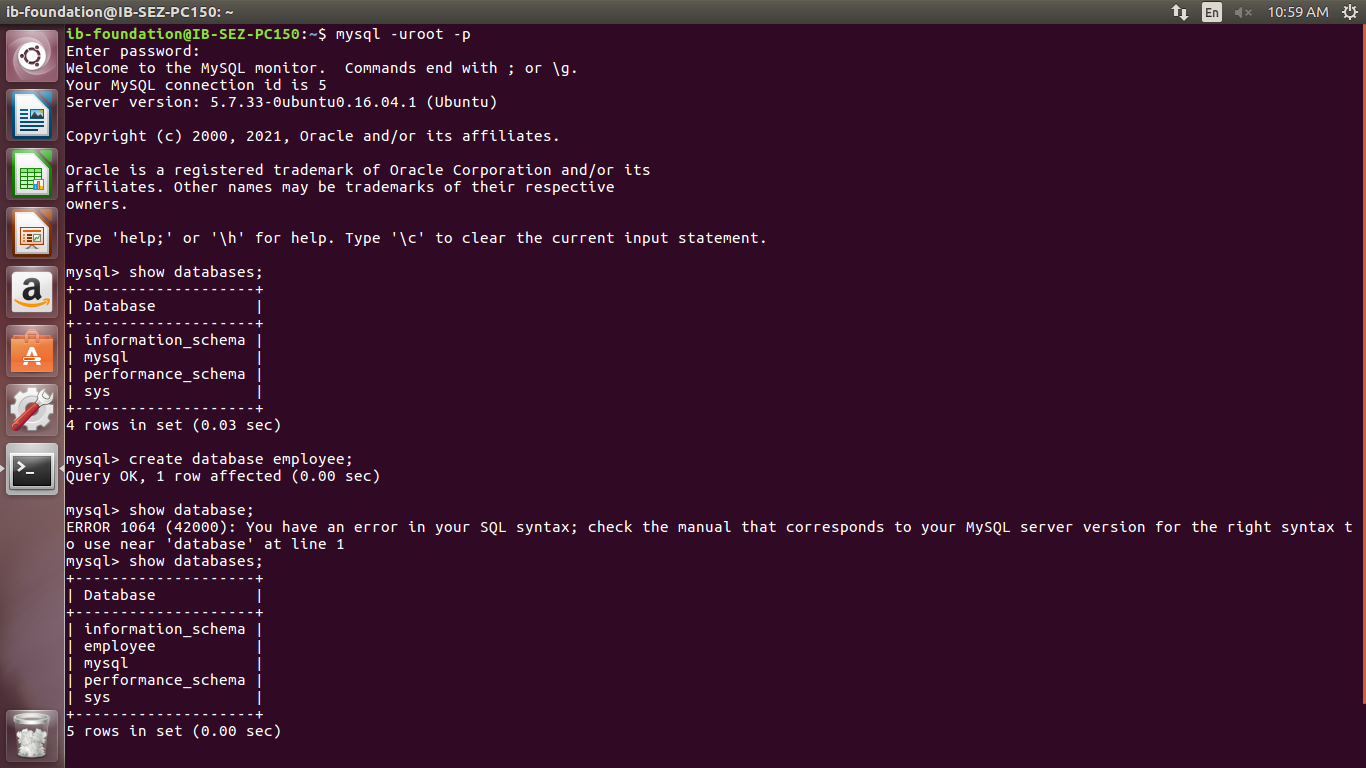 ib-foundation@IB-SEZ-PC150: ~
En
10:59 AM
ib-foundation@IB-SEZ-PC150:~$ mysql -uroot -p
Enter password:
Welcome to the MySQL monitor.  Commands end with ; or \g.
Your MySQL connection id is 5
Server version: 5.7.33-0ubuntu0.16.04.1 (Ubuntu)

Copyright (c) 2000, 2021, Oracle and/or its affiliates.

Oracle is a registered trademark of Oracle Corporation and/or its
affiliates. Other names may be trademarks of their respective
owners.

Type 'help;' or '\h' for help. Type '\c' to clear the current input statement.

mysql> show databases;
+--------------------+
| Database           |
+--------------------+
| information_schema |
| mysql              |
| performance_schema |
| sys                |
+--------------------+
4 rows in set (0.03 sec)

mysql> create database employee;
Query OK, 1 row affected (0.00 sec)

mysql> show database;
ERROR 1064 (42000): You have an error in your SQL syntax; check the manual that corresponds to your MySQL server version for the right syntax t
o use near 'database' at line 1
mysql> show databases;
+--------------------+
| Database           |
+--------------------+
| information_schema |
| employee           |
| mysql              |
| performance_schema |
| sys                |
+--------------------+
5 rows in set (0.00 sec)